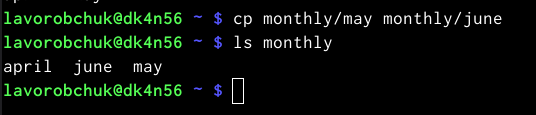 lavorobchuk@dk4n56 ~ $ cp monthly/may monthly/june
lavorobchuk@dk4n56 ~ $ ls monthly
april  june  may
lavorobchuk@dk4n56 ~ $